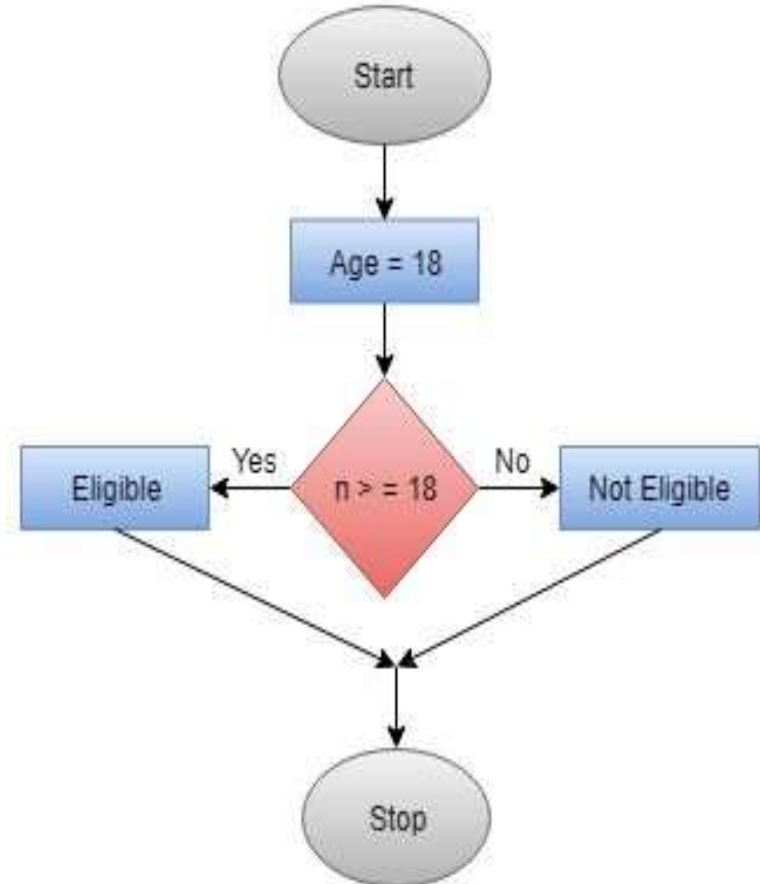 Start
Age = 18
Yes
No
Eligible
n > = 18
Not Eligible
Stop